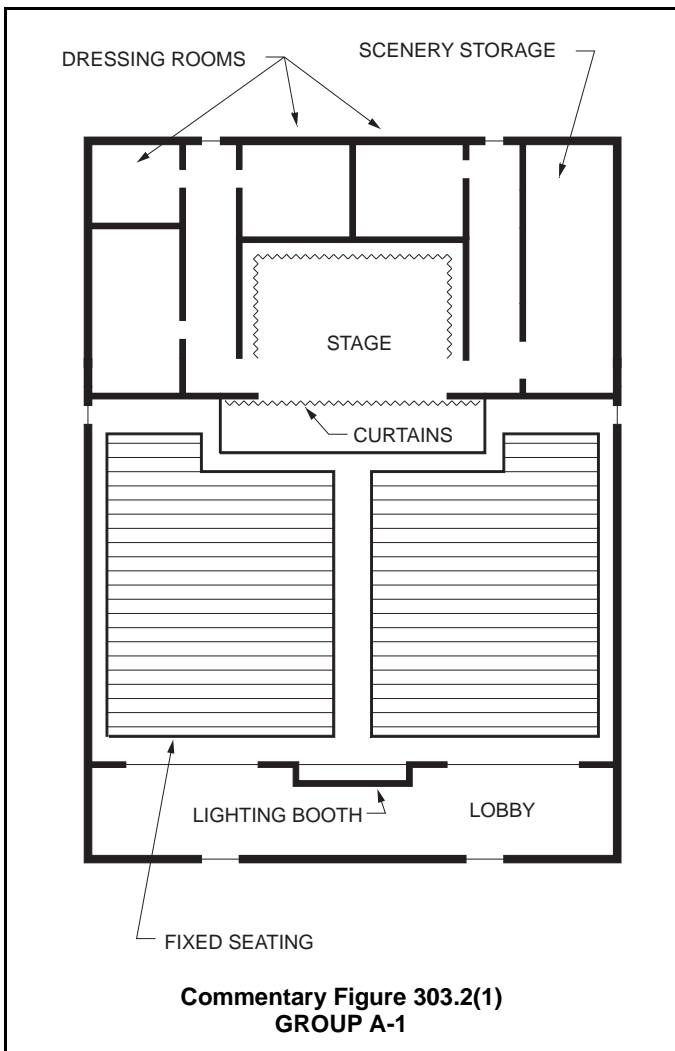 DRESSING ROOMS
SCENERY STORAGE
STAGE
CURTAINS
LIGHTING BOOTH
LOBBY
FIXED SEATING
Commentary Figure 303.2(1)
GROUP A-1